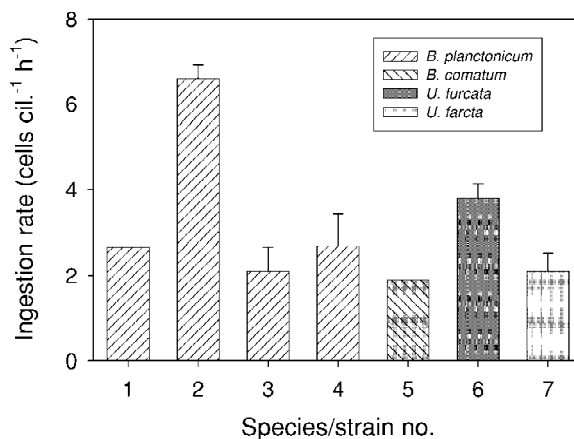 Ingestion rate (cells cil.⁻¹ h⁻¹)
8
6
4
2
0
B. planctonicum
B. comatum
U. furcata
U. farcta
1 2 3 4 5 6 7
Species/strain no.